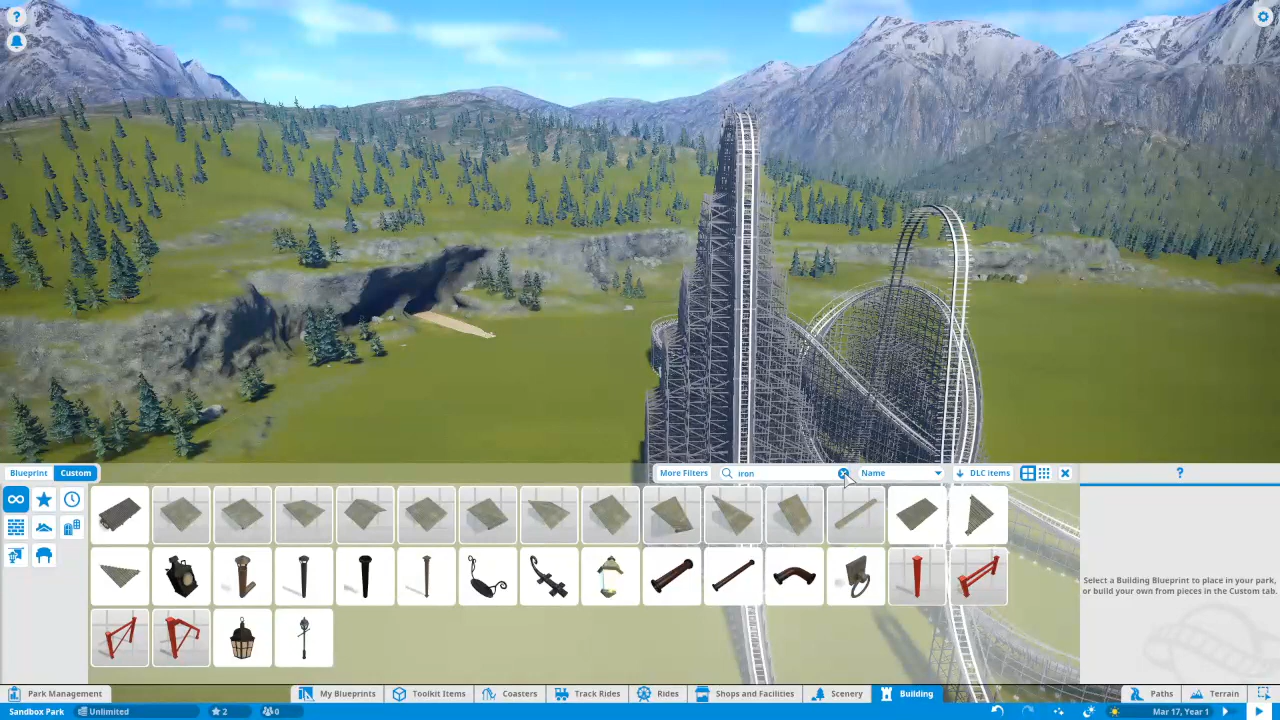 ?
Blueprint
Custom
More Filters
iron
Name
DLC items
?
Select a Building Blueprint to place in your park,
or build your own from pieces in the Custom tab.
Park Management
My Blueprints
Toolkit Items
Coasters
Track Rides
Rides
Shops and Facilities
Scenery
Building
Paths
Terrain
Sandbox Park
Unlimited
2
0
Mar 17, Year 1